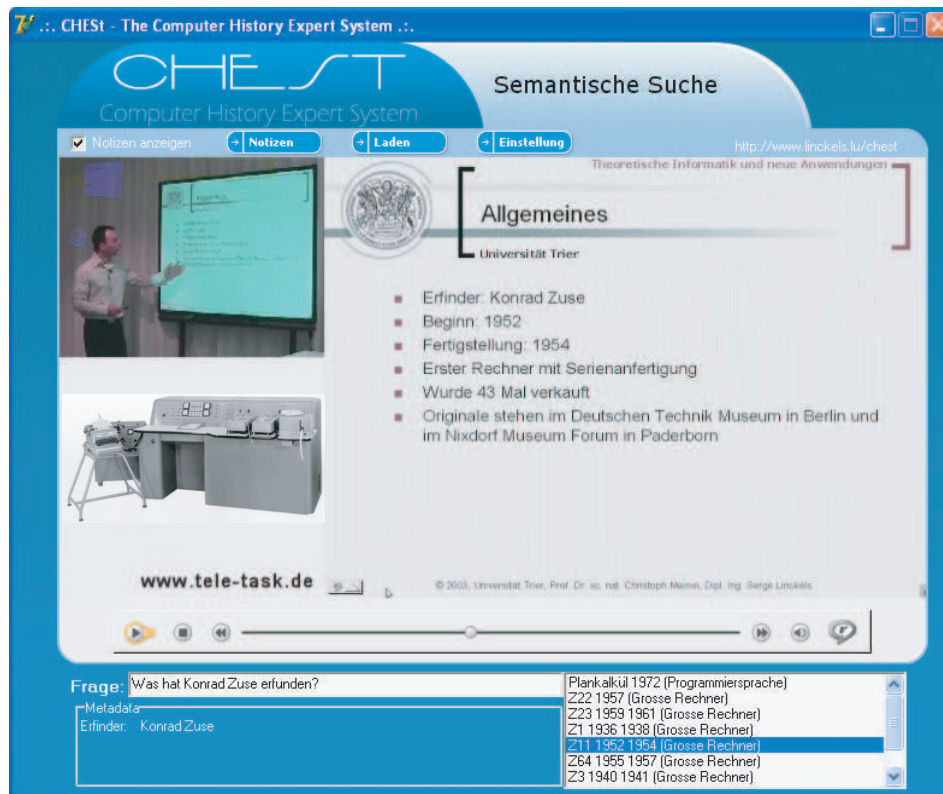 .:. CHESt - The Computer History Expert System .:.
CHEST
Computer History Expert System
Semantische Suche
Notizen anzeigen
Notizen
Laden
Einstellung
http://www.linckels.lu/chest
Theoretische Informatik und neue Anwendungen
Allgemeines
Universität Trier
Erfinder: Konrad Zuse
Beginn: 1952
Fertigstellung: 1954
Erster Rechner mit Serienanfertigung
Wurde 43 Mal verkauft
Originale stehen im Deutschen Technik Museum in Berlin und
im Nixdorf Museum Forum in Paderborn
www.tele-task.de
© 2003, Universität Trier, Prof. Dr. sc. nat. Christoph Meinel, Dipl. Ing. Serge Linckels
Frage: Was hat Konrad Zuse erfunden?
Metadata
Erfinder: Konrad Zuse
Plankalkül 1972 (Programmiersprache)
Z22 1957 (Grosse Rechner)
Z23 1959 1961 (Grosse Rechner)
Z1 1936 1938 (Grosse Rechner)
Z11 1952 1954 (Grosse Rechner)
Z64 1955 1957 (Grosse Rechner)
Z3 1940 1941 (Grosse Rechner)